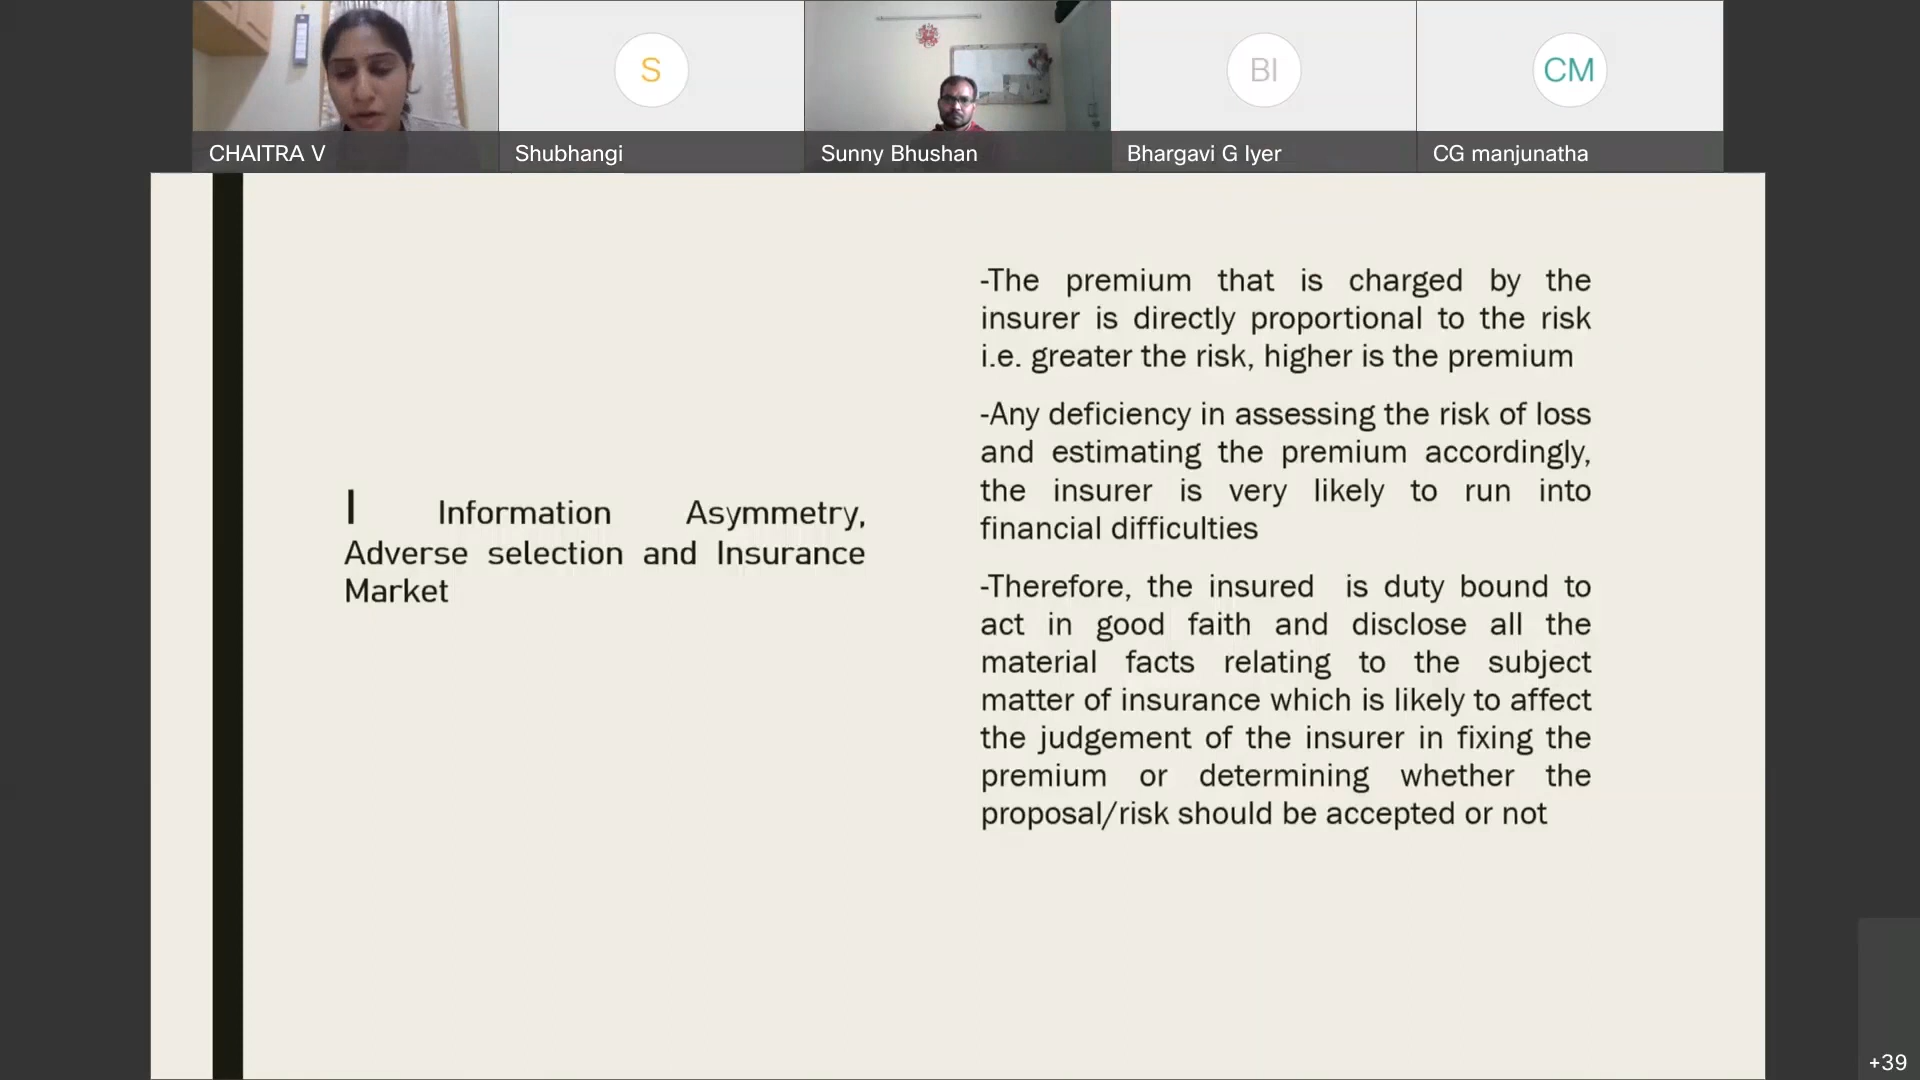 S
BI
CM
CHAITRA V
Shubhangi
Sunny Bhushan
Bhargavi G Iyer
CG manjunatha
I Information Asymmetry,
Adverse selection and Insurance
Market
-The premium that is charged by the
insurer is directly proportional to the risk
i.e. greater the risk, higher is the premium
-Any deficiency in assessing the risk of loss
and estimating the premium accordingly,
the insurer is very likely to run into
financial difficulties
-Therefore, the insured is duty bound to
act in good faith and disclose all the
material facts relating to the subject
matter of insurance which is likely to affect
the judgement of the insurer in fixing the
premium or determining whether the
proposal/risk should be accepted or not
+39